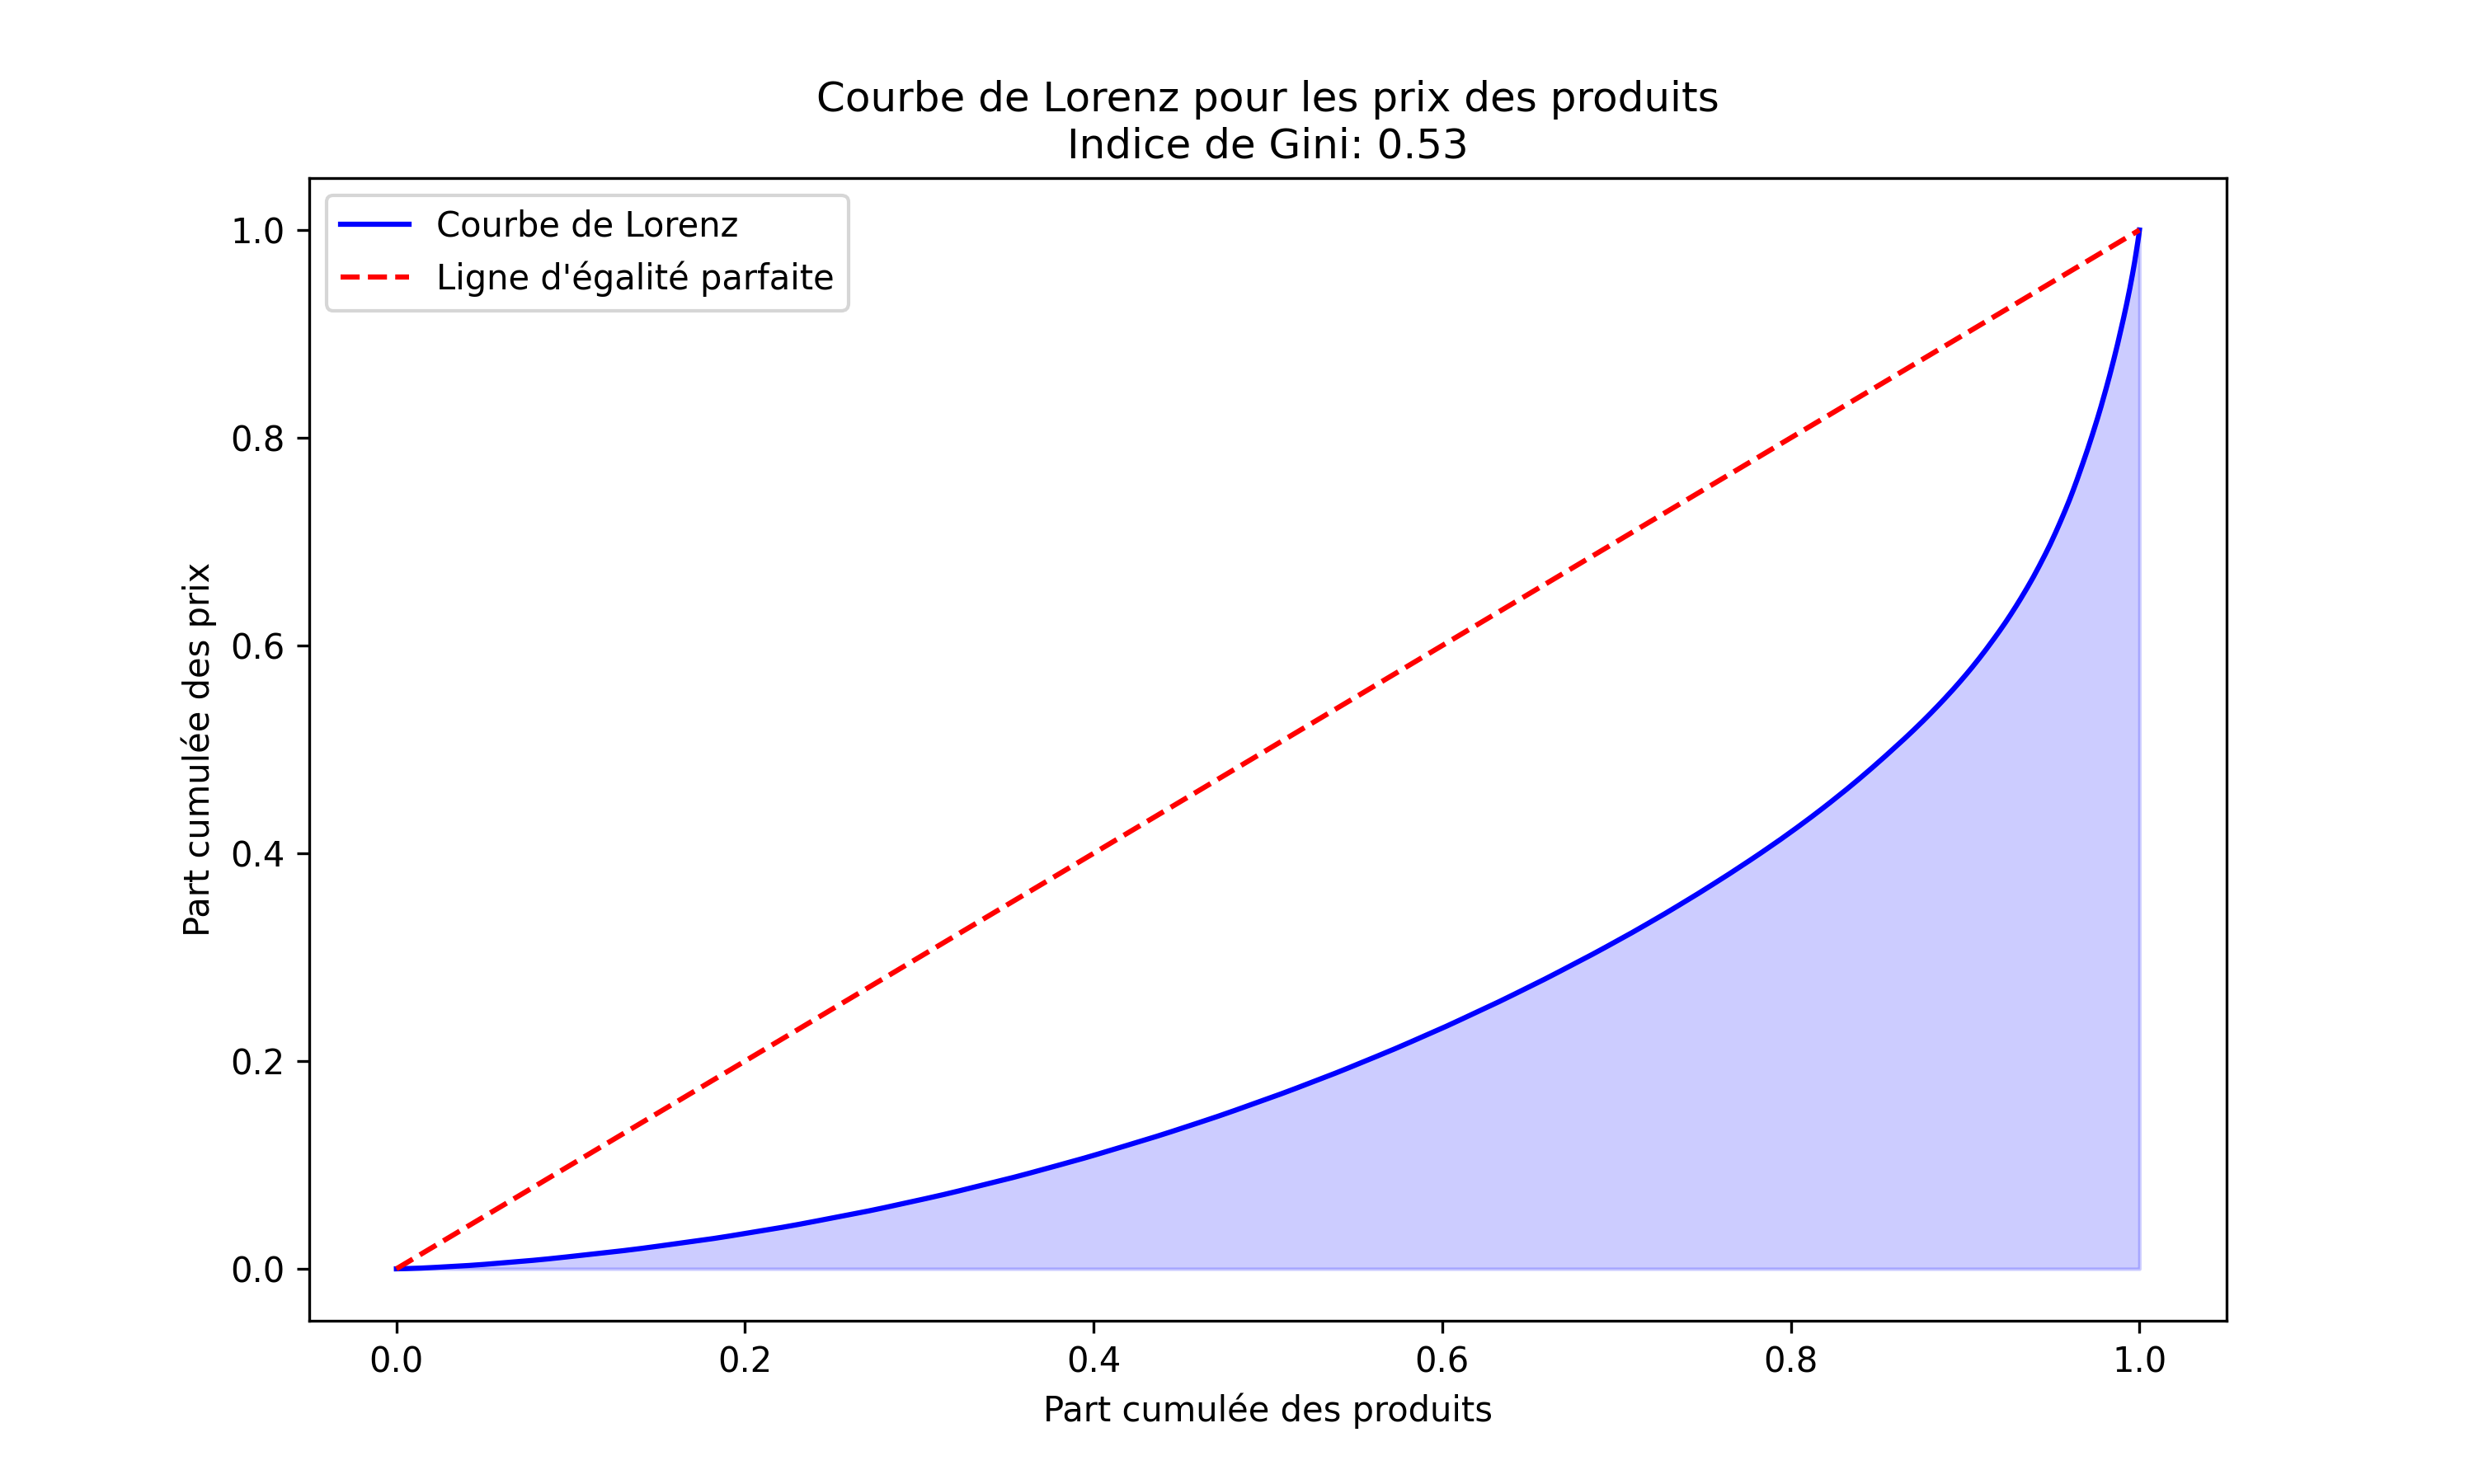 Courbe de Lorenz pour les prix des produits
Indice de Gini: 0.53
Courbe de Lorenz
Ligne d'égalité parfaite
1.0
0.8
0.6
0.4
0.2
0.0
Part cumulée des prix
0.0 0.2 0.4 0.6 0.8 1.0
Part cumulée des produits